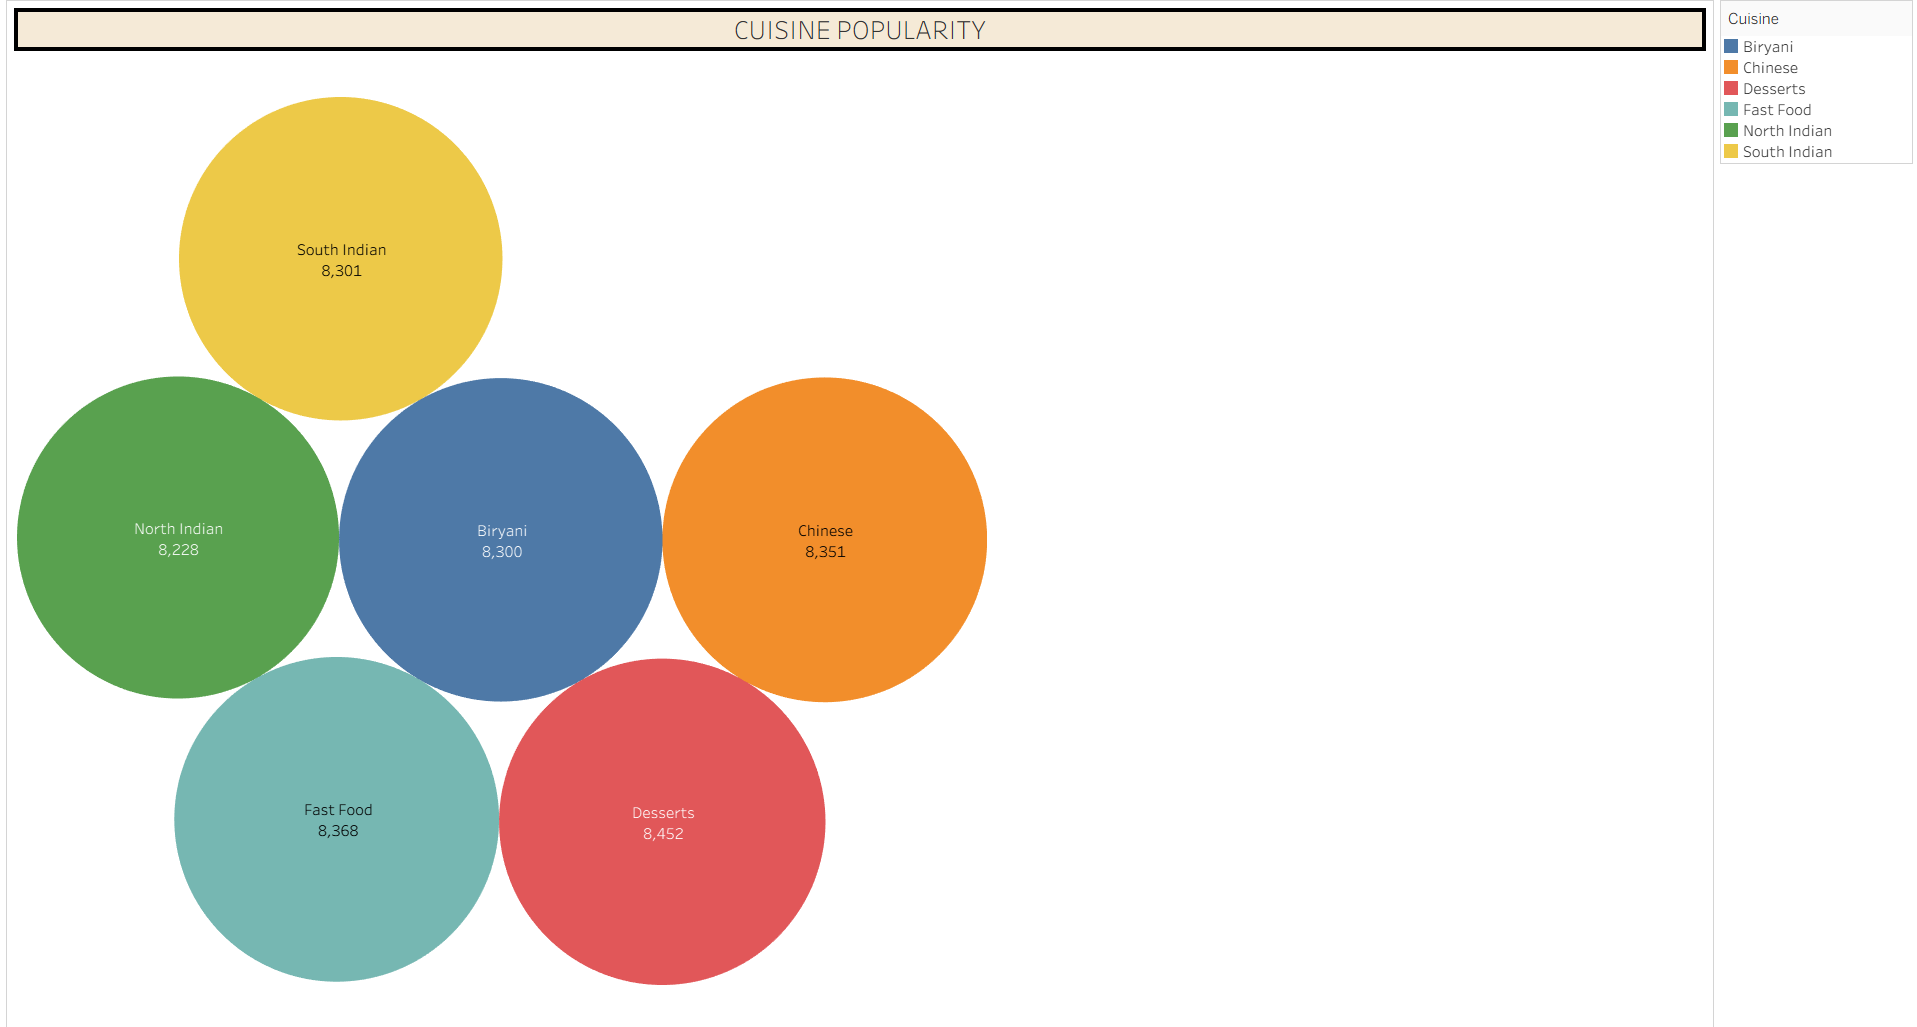 CUISINE POPULARITY
South Indian
8,301
North Indian
8,228
Biryani
8,300
Chinese
8,351
Fast Food
8,368
Desserts
8,452
Cuisine
Biryani
Chinese
Desserts
Fast Food
North Indian
South Indian